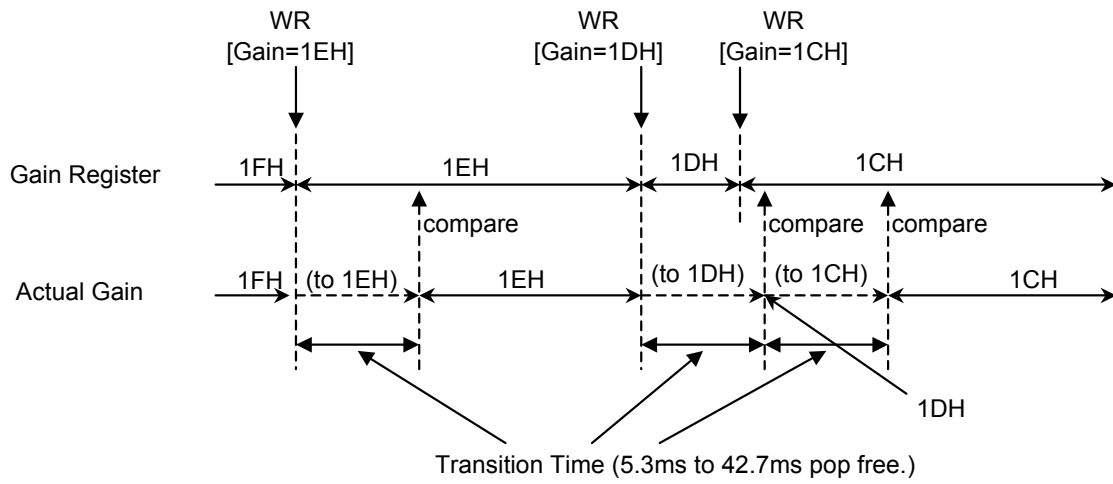 WR WR WR
[Gain=1EH] [Gain=1DH] [Gain=1CH]
Gain Register 1FH 1EH 1DH 1CH
compare compare compare
Actual Gain 1FH (to 1EH) 1EH (to 1DH) (to 1CH) 1CH
1DH
Transition Time (5.3ms to 42.7ms pop free.)